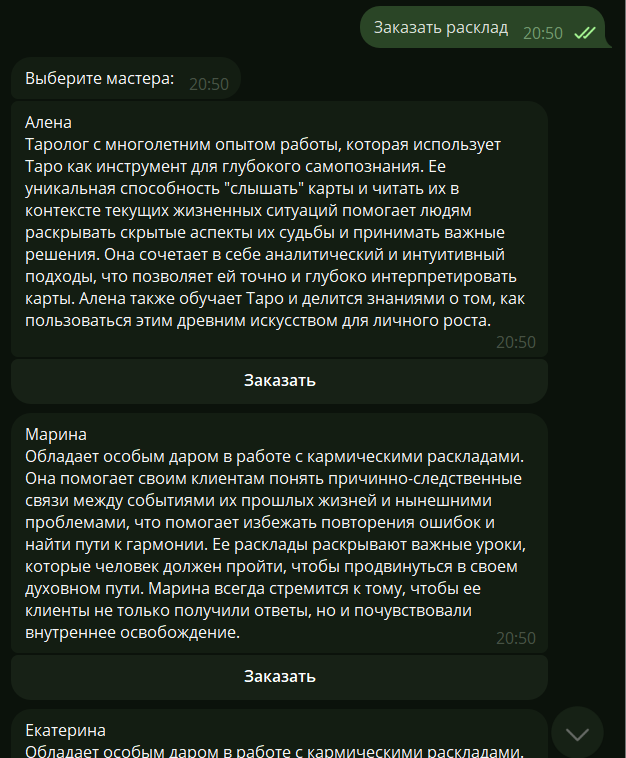 Заказать расклад 20:50
Выберите мастера: 20:50
Алена
Таролог с многолетним опытом работы, которая использует
Таро как инструмент для глубокого самопознания. Ее
уникальная способность "слышать" карты и читать их в
контексте текущих жизненных ситуаций помогает людям
раскрывать скрытые аспекты их судьбы и принимать важные
решения. Она сочетает в себе аналитический и интуитивный
подходы, что позволяет ей точно и глубоко интерпретировать
карты. Алена также обучает Таро и делится знаниями о том, как
пользоваться этим древним искусством для личного роста.
20:50
Заказать
Марина
Обладает особым даром в работе с кармическими раскладами.
Она помогает своим клиентам понять причинно-следственные
связи между событиями их прошлых жизней и нынешними
проблемами, что помогает избежать повторения ошибок и
найти пути к гармонии. Ее расклады раскрывают важные уроки,
которые человек должен пройти, чтобы продвинуться в своем
духовном пути. Марина всегда стремится к тому, чтобы ее
клиенты не только получили ответы, но и почувствовали
внутреннее освобождение.
20:50
Заказать
Екатерина
Обладает особым даром в работе с кармическими раскладами.